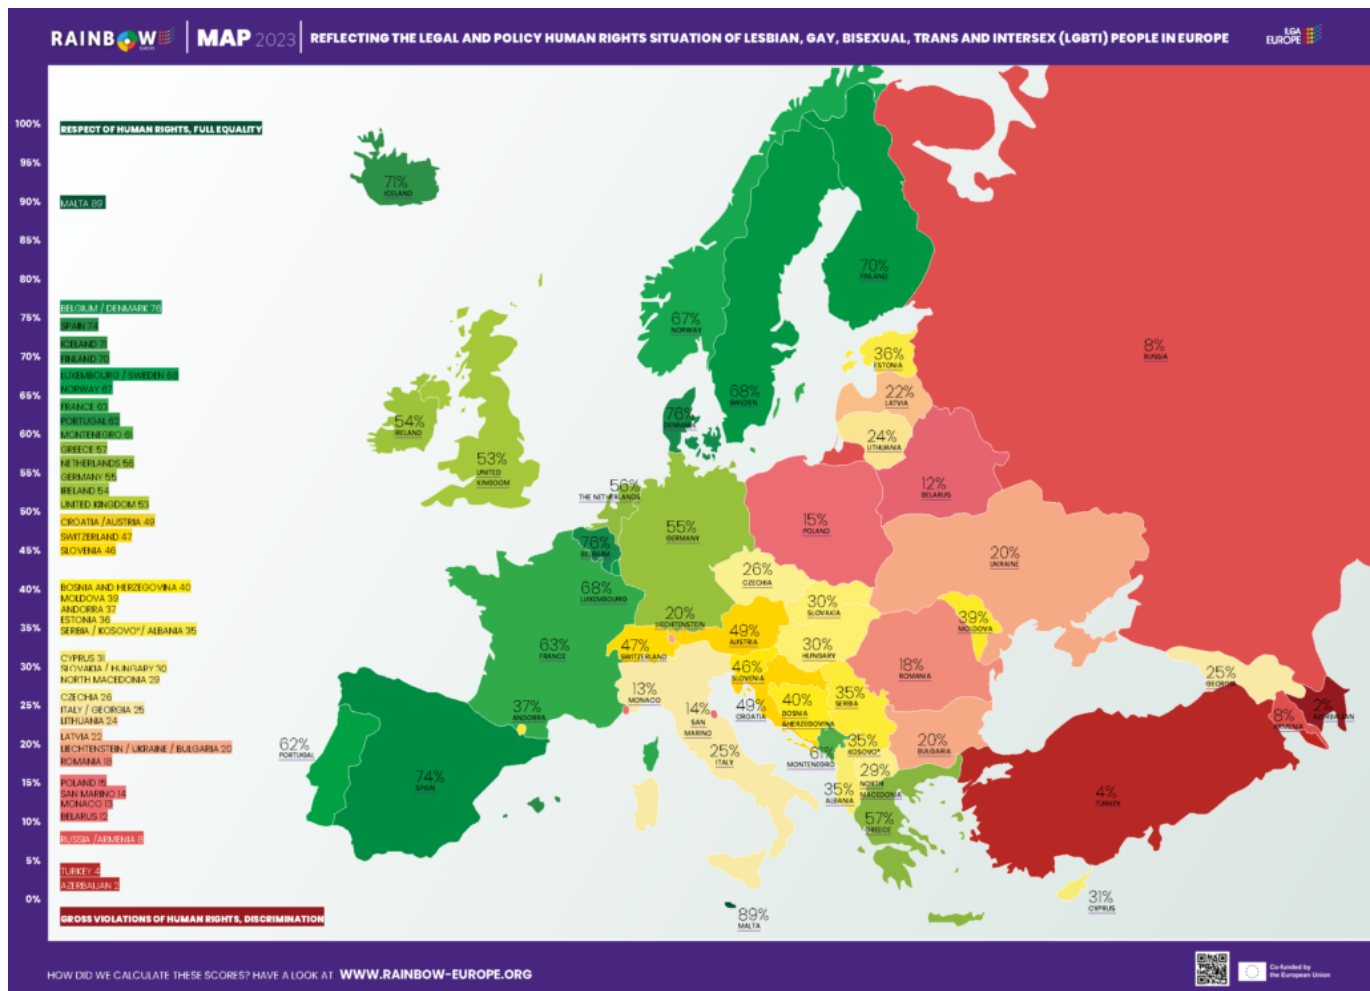 RAINBOW EUROPE MAP 2023 REFLECTING THE LEGAL AND POLICY HUMAN RIGHTS SITUATION OF LESBIAN, GAY, BISEXUAL, TRANS AND INTERSEX (LGBTI) PEOPLE IN EUROPE ILGA EUROPE
100%
RESPECT OF HUMAN RIGHTS, FULL EQUALITY
95%
90%
MALTA 89
85%
80%
BELGIUM / DENMARK 76
75%
SPAIN 74
ICELAND 71
70%
FINLAND 70
LUXEMBOURG / SWEDEN 68
NORWAY 67
65%
FRANCE 63
PORTUGAL 62
MONTENEGRO 61
60%
GREECE 57
NETHERLANDS 56
55%
GERMANY 55
IRELAND 54
UNITED KINGDOM 53
50%
CROATIA /AUSTRIA 49
SWITZERLAND 47
SLOVENIA 46
45%
40%
BOSNIA AND HERZEGOVINA 40
MOLDOVA 39
ANDORRA 37
ESTONIA 36
35%
SERBIA / KOSOVO*/ ALBANIA 35
CYPRUS 31
30%
SLOVAKIA / HUNGARY 30
NORTH MACEDONIA 29
CZECHIA 26
25%
ITALY / GEORGIA 25
LITHUANIA 24
LATVIA 22
20%
LIECHTENSTEIN / UKRAINE / BULGARIA 20
ROMANIA 18
15%
POLAND 15
SAN MARINO 14
MONACO 13
BELARUS 12
10%
RUSSIA /ARMENIA 8
5%
TURKEY 4
AZERBAIJAN 2
0%
GROSS VIOLATIONS OF HUMAN RIGHTS, DISCRIMINATION
71%
ICELAND
70%
FINLAND
67%
NORWAY
68%
SWEDEN
8%
RUSSIA
36%
ESTONIA
22%
LATVIA
24%
LITHUANIA
76%
DENMARK
54%
IRELAND
53%
UNITED
KINGDOM
56%
THE NETHERLANDS
55%
GERMANY
15%
POLAND
12%
BELARUS
20%
UKRAINE
76%
BELGIUM
68%
LUXEMBOURG
26%
CZECHIA
30%
SLOVAKIA
20%
LIECHTENSTEIN
49%
AUSTRIA
30%
HUNGARY
39%
MOLDOVA
63%
FRANCE
47%
SWITZERLAND
46%
SLOVENIA
18%
ROMANIA
25%
GEORGIA
13%
MONACO
14%
SAN
MARINO
49%
CROATIA
40%
BOSNIA
&HERZEGOVINA
35%
SERBIA
37%
ANDORRA
62%
PORTUGAL
74%
SPAIN
25%
ITALY
61%
MONTENEGRO
35%
KOSOVO*
20%
BULGARIA
8%
ARMENIA
2%
AZERBAIJAN
35%
ALBANIA
29%
NORTH
MACEDONIA
57%
GREECE
4%
TURKEY
89%
MALTA
31%
CYPRUS
HOW DID WE CALCULATE THESE SCORES? HAVE A LOOK AT WWW.RAINBOW-EUROPE.ORG
Co-funded by
the European Union